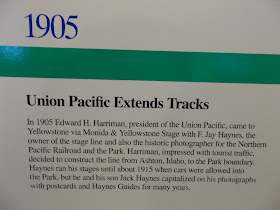 1905
Union Pacific Extends Tracks
In 1905 Edward H. Harriman, president of the Union Pacific, came to
Yellowstone via Monida & Yellowstone Stage with F. Jay Haynes, the
owner of the stage line and also the historic photographer for the Northern
Pacific Railroad and the Park. Harriman, impressed with tourist traffic,
decided to construct the line from Ashton, Idaho, to the Park boundary.
Haynes ran his stages until about 1915 when cars were allowed into
the Park, but he and his son Jack Haynes capitalized on his photographs
with postcards and Haynes Guides for many years.